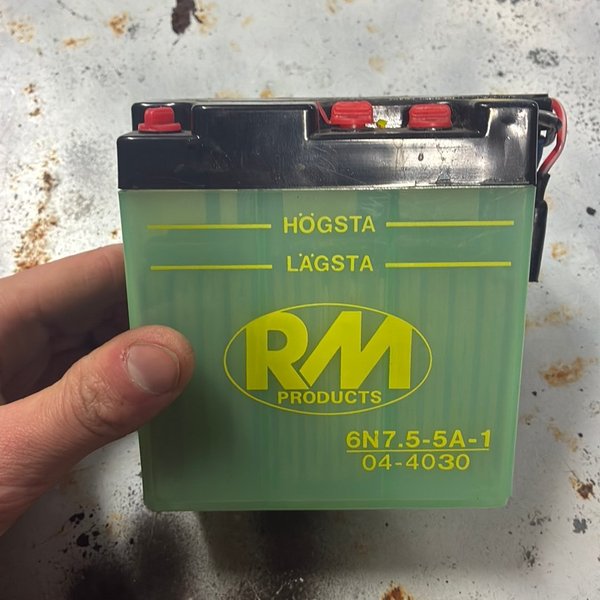 HÖGSTA
LÄGSTA
RM
PRODUCTS
6N7.5-5A-1
04-4030